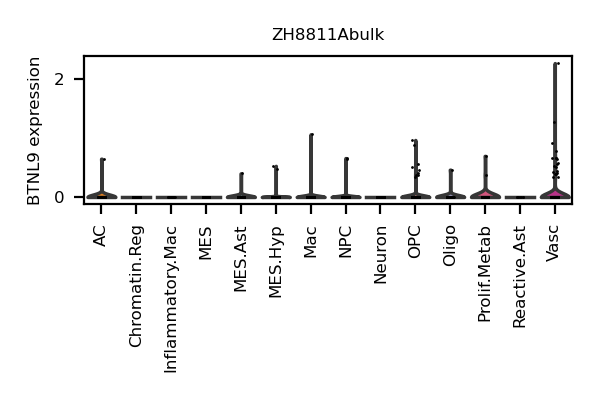 ZH8811Abulk
BTNL9 expression
2
0
AC
Chromatin.Reg
Inflammatory.Mac
MES
MES.Ast
MES.Hyp
Mac
NPC
Neuron
OPC
Oligo
Prolif.Metab
Reactive.Ast
Vasc